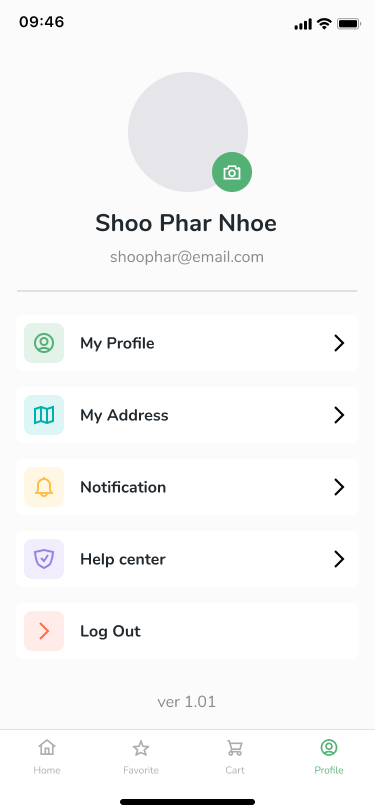 09:46
Shoo Phar Nhoe
shoophar@email.com
My Profile
My Address
Notification
Help center
Log Out
ver 1.01
Home Favorite Cart Profile